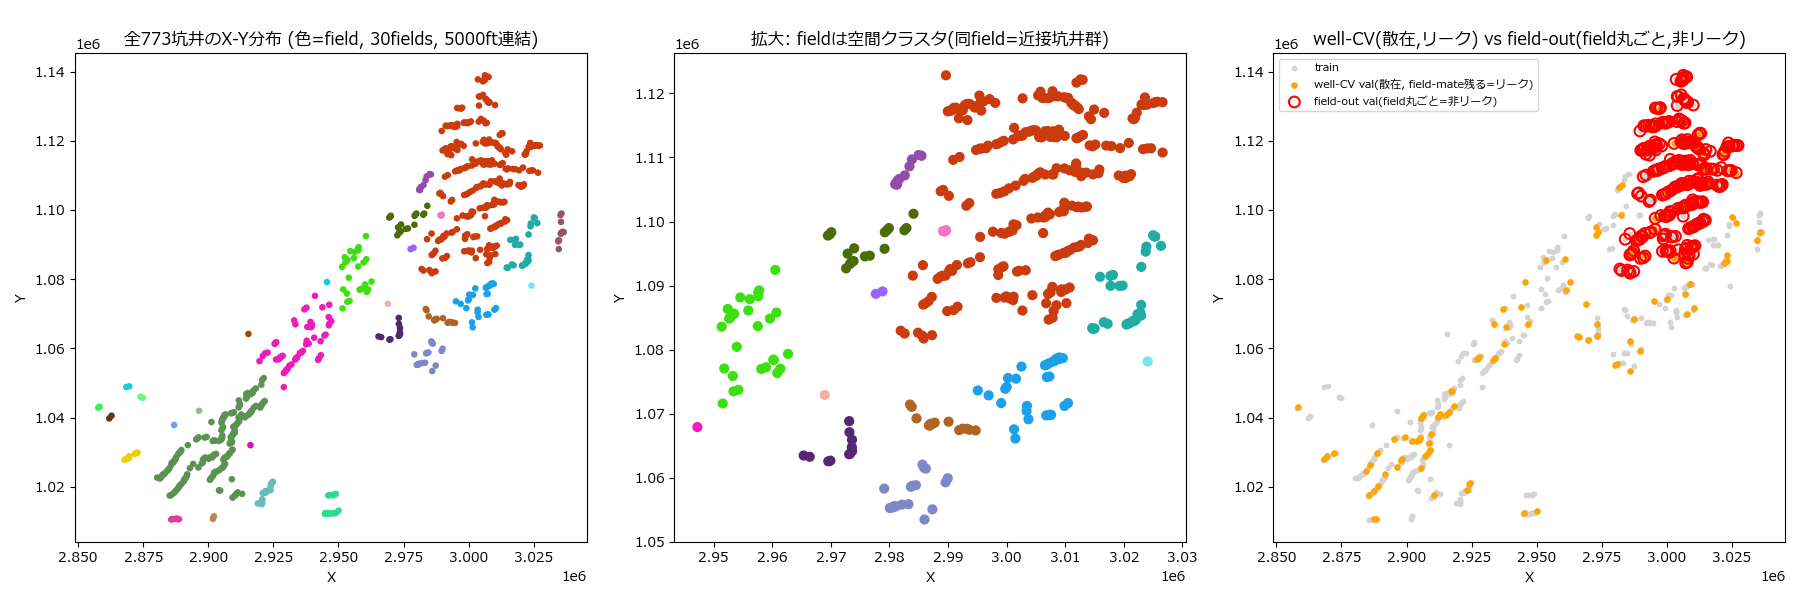 全773坑井のX-Y分布 (色=field, 30fields, 5000ft連結)
1e6
1.14
1.12
1.10
1.08
1.06
1.04
1.02
Y
2.850
2.875
2.900
2.925
2.950
2.975
3.000
3.025
X
1e6
拡大: fieldは空間クラスタ(同field=近接坑井群)
1e6
1.12
1.11
1.10
1.09
1.08
1.07
1.06
1.05
Y
2.95
2.96
2.97
2.98
2.99
3.00
3.01
3.02
3.03
X
1e6
well-CV(散在,リーク) vs field-out(field丸ごと,非リーク)
1e6
train
well-CV val(散在, field-mate残る=リーク)
field-out val(field丸ごと=非リーク)
1.14
1.12
1.10
1.08
1.06
1.04
1.02
Y
2.850
2.875
2.900
2.925
2.950
2.975
3.000
3.025
X
1e6